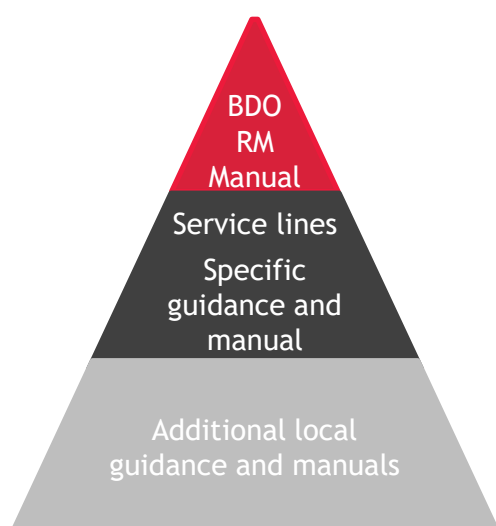 BDO
RM
Manual
Service lines
Specific
guidance and
manual
Additional local
guidance and manuals